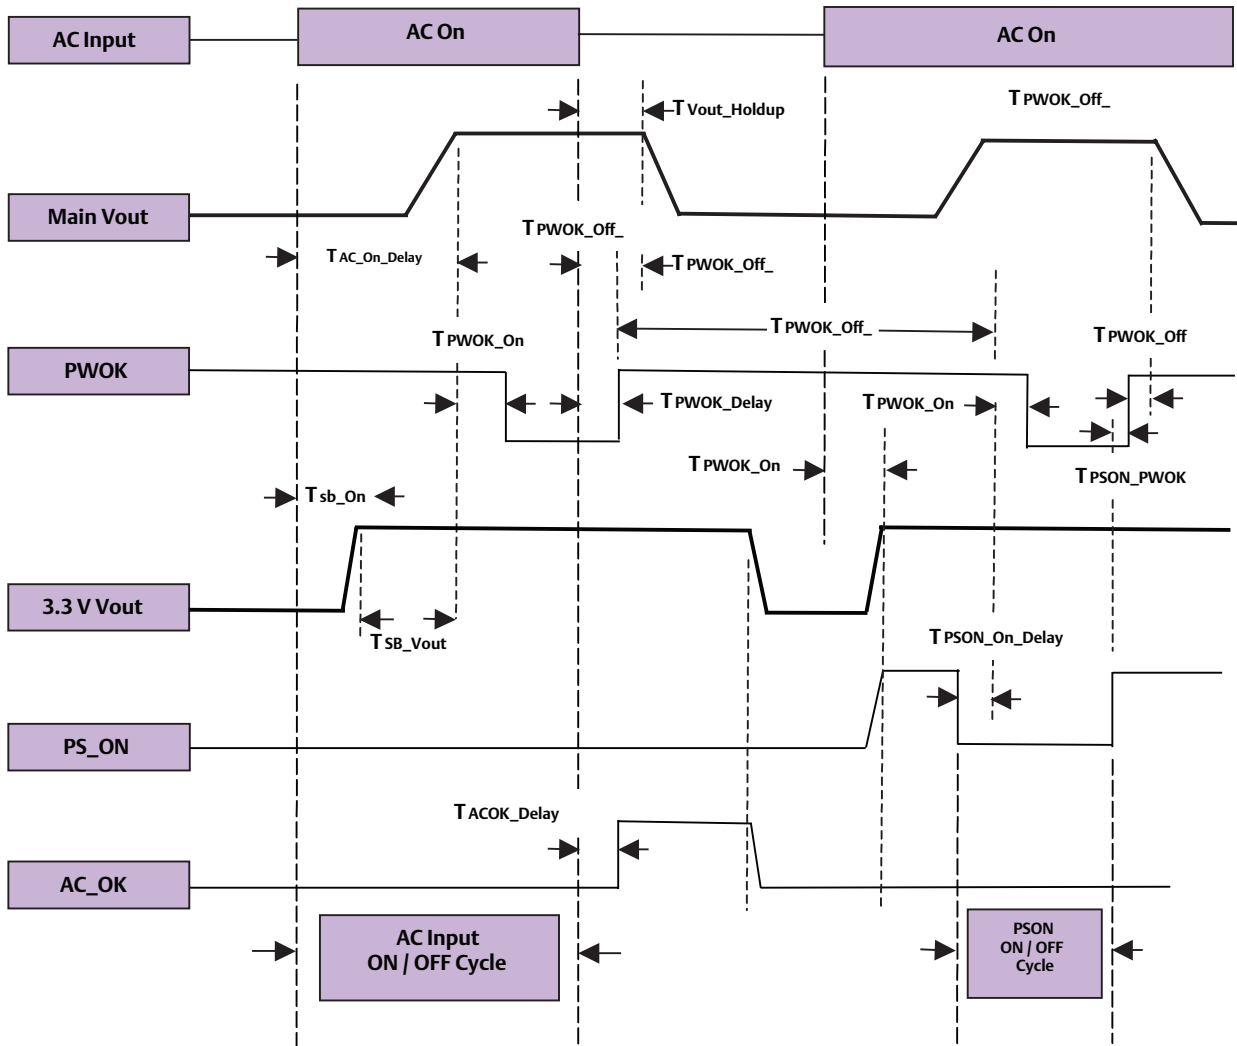 AC Input
AC On
AC On
T Vout_Holdup
T PWOK_Off_
Main Vout
T PWOK_Off_
T AC_On_Delay
T PWOK_Off_
T PWOK_On
T PWOK_Off_
T PWOK_Off
PWOK
T PWOK_Delay
T PWOK_On
T PWOK_On
T PSON_PWOK
T sb_On
3.3 V Vout
T SB_Vout
T PSON_On_Delay
PS_ON
T ACOK_Delay
AC_OK
AC Input
ON / OFF Cycle
PSON
ON / OFF
Cycle